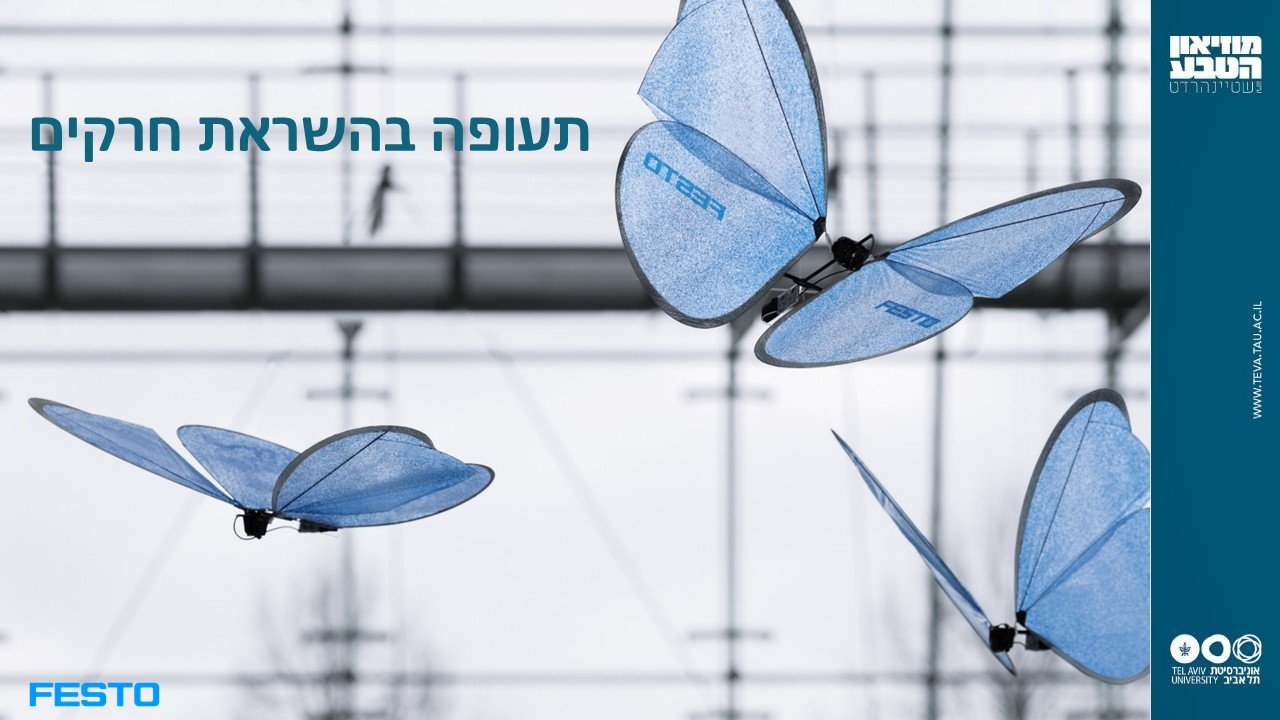 תעופה בהשראת חרקים
FESTO
FESTO
FESTO
מוזיאון
הטבע
שטיינהרדט
WWW.TEVA.TAU.AC.IL
TEL AVIV אוניברסיטת
UNIVERSITY תל אביב